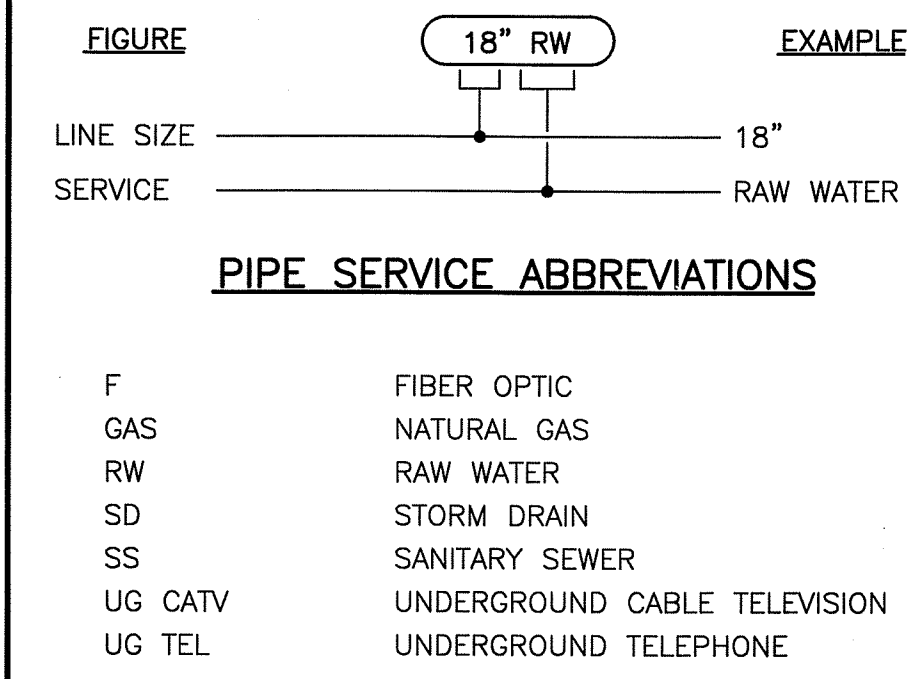 FIGURE 18” RW EXAMPLE
LINE SIZE 18”
SERVICE RAW WATER
PIPE SERVICE ABBREVIATIONS
F FIBER OPTIC
GAS NATURAL GAS
RW RAW WATER
SD STORM DRAIN
SS SANITARY SEWER
UG CATV UNDERGROUND CABLE TELEVISION
UG TEL UNDERGROUND TELEPHONE